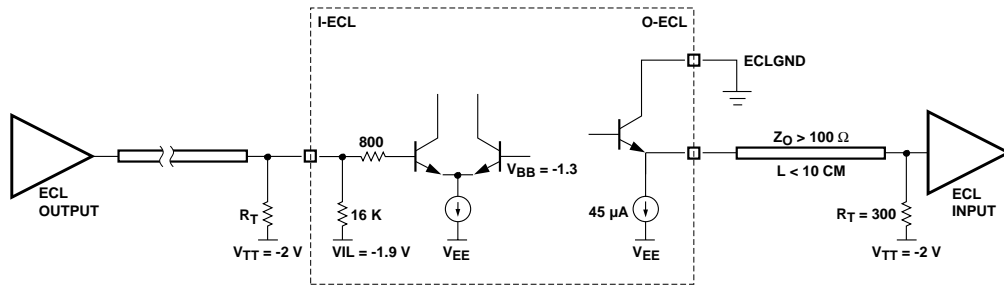 I-ECL
O-ECL
ECLGND
800
Z_O > 100 Ω
V_BB = -1.3
L < 10 CM
ECL
OUTPUT
ECL
INPUT
R_T
16 K
45 µA
R_T = 300
V_TT = -2 V
VIL = -1.9 V
V_EE
V_EE
V_TT = -2 V